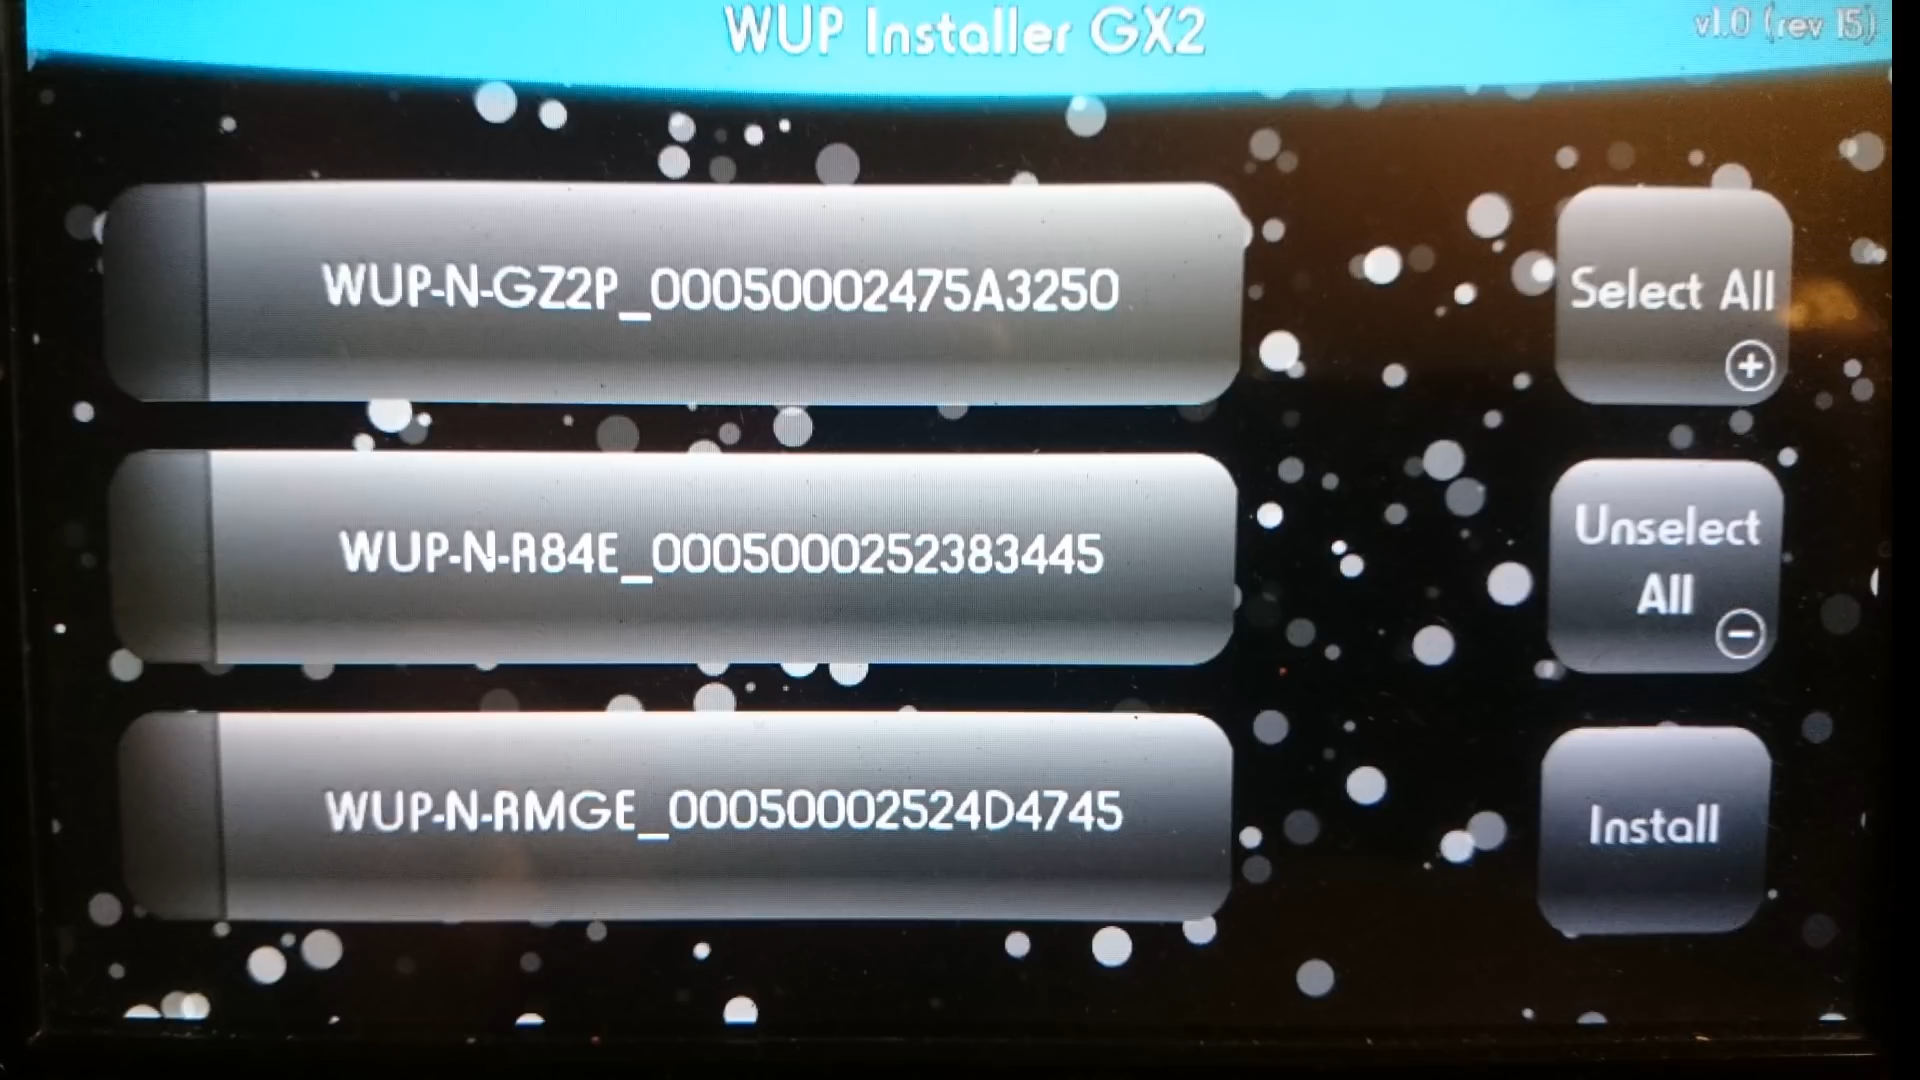 WUP Installer GX2
v1.0 (rev 15)
WUP-N-GZ2P_00050002475A3250
Select All
WUP-N-R84E_0005000252383445
Unselect
All
WUP-N-RMGE_00050002524D4745
Install